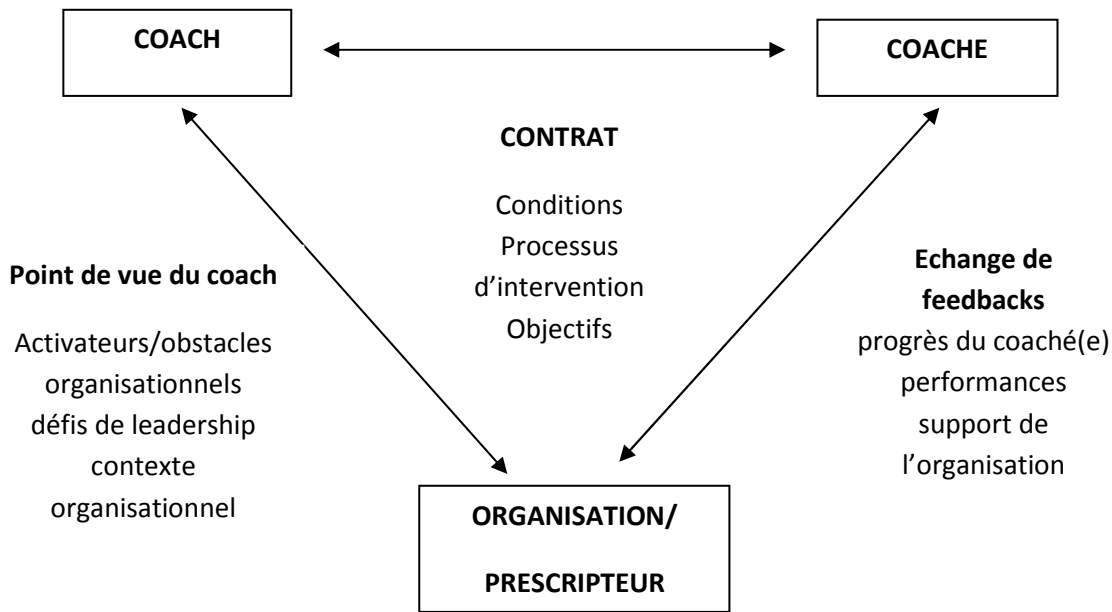 COACH
COACHE
CONTRAT
Conditions
Processus
d’intervention
Objectifs
Point de vue du coach
Activateurs/obstacles
organisationnels
défis de leadership
contexte
organisationnel
Echange de
feedbacks
progrès du coaché(e)
performances
support de
l’organisation
ORGANISATION/
PRESCRIPTEUR